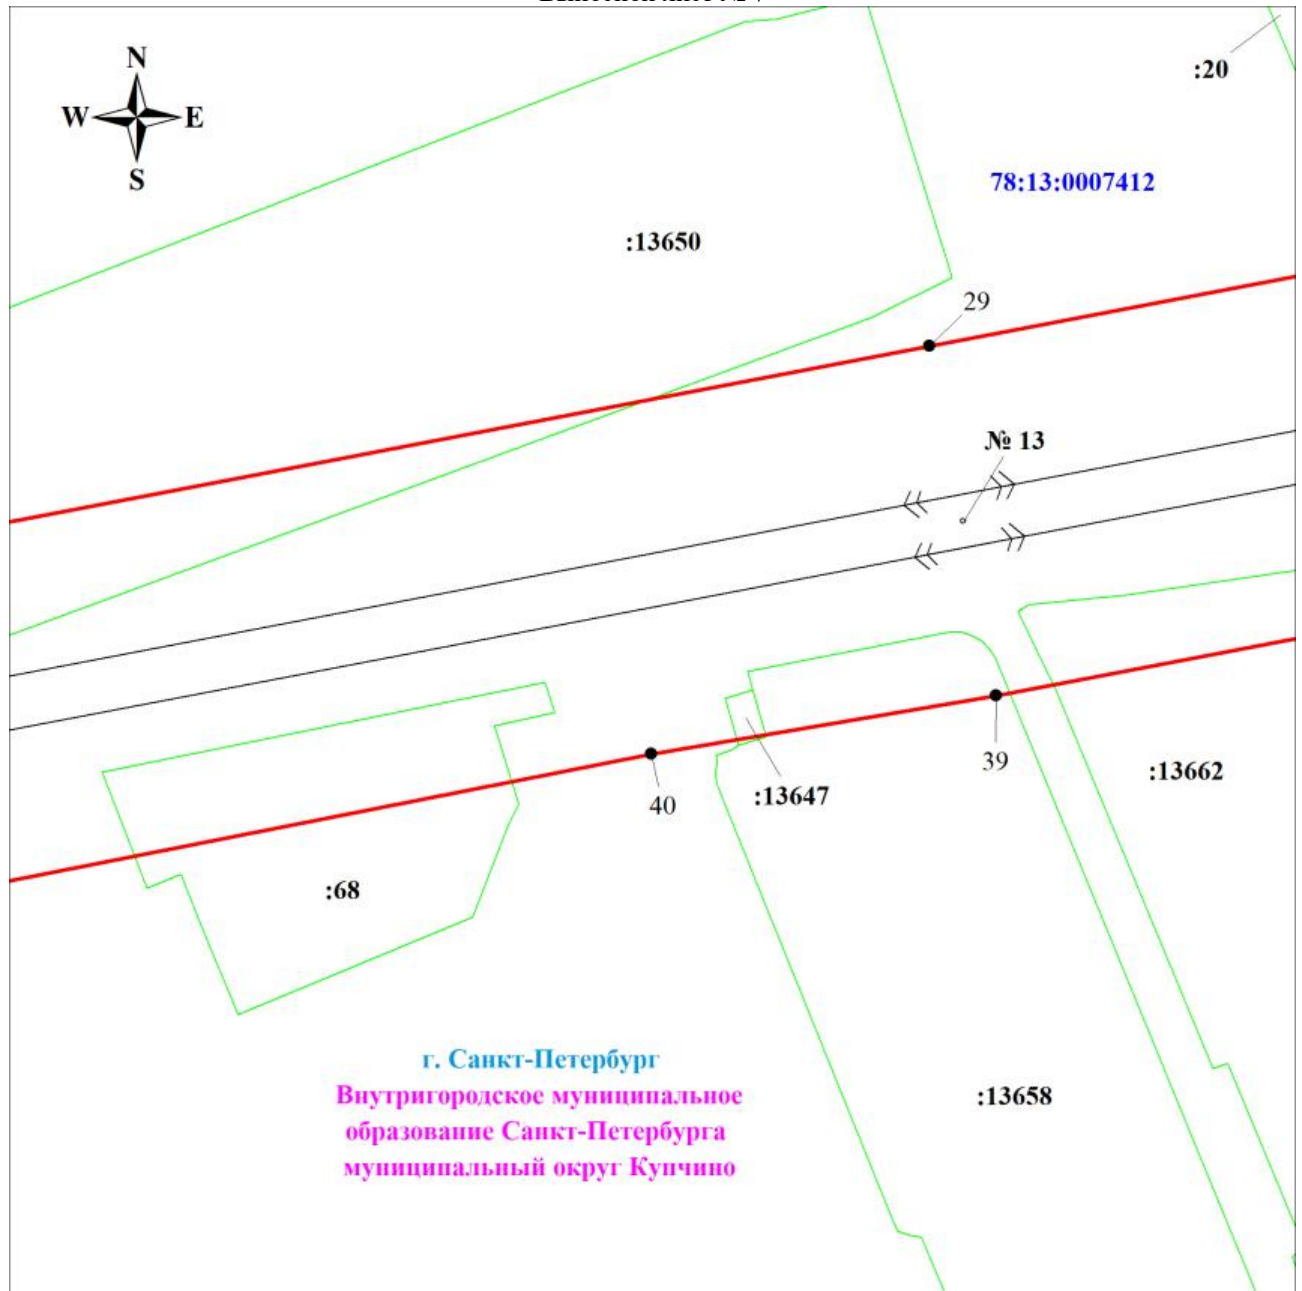 N
W E
S
:20
78:13:0007412
:13650
29
№ 13
39
:13662
40
:13647
:68
г. Санкт-Петербург
Внутригородское муниципальное
образование Санкт-Петербурга
муниципальный округ Купчино
:13658